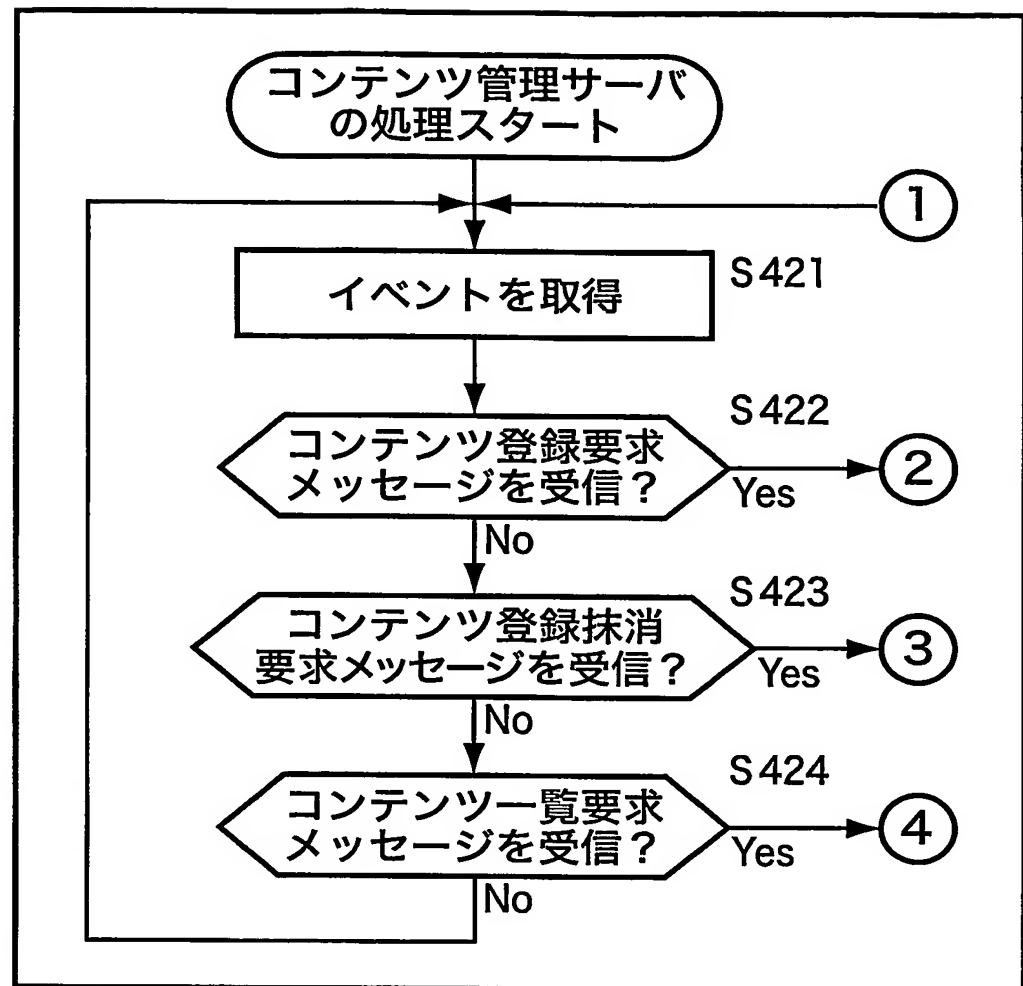 コンテンツ管理サーバ
の処理スタート
①
イベントを取得
S421
コンテンツ登録要求
メッセージを受信？
S422
Yes
②
No
コンテンツ登録抹消
要求メッセージを受信？
S423
Yes
③
No
コンテンツ一覧要求
メッセージを受信？
S424
Yes
④
No